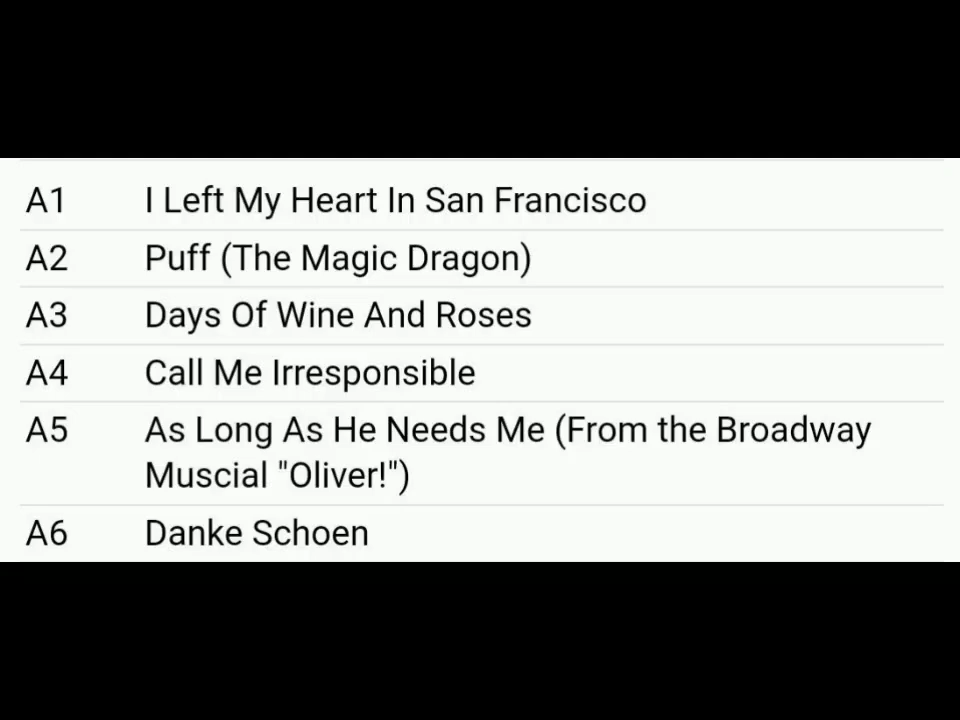 A1 I Left My Heart In San Francisco
A2 Puff (The Magic Dragon)
A3 Days Of Wine And Roses
A4 Call Me Irresponsible
A5 As Long As He Needs Me (From the Broadway
Muscial "Oliver!")
A6 Danke Schoen